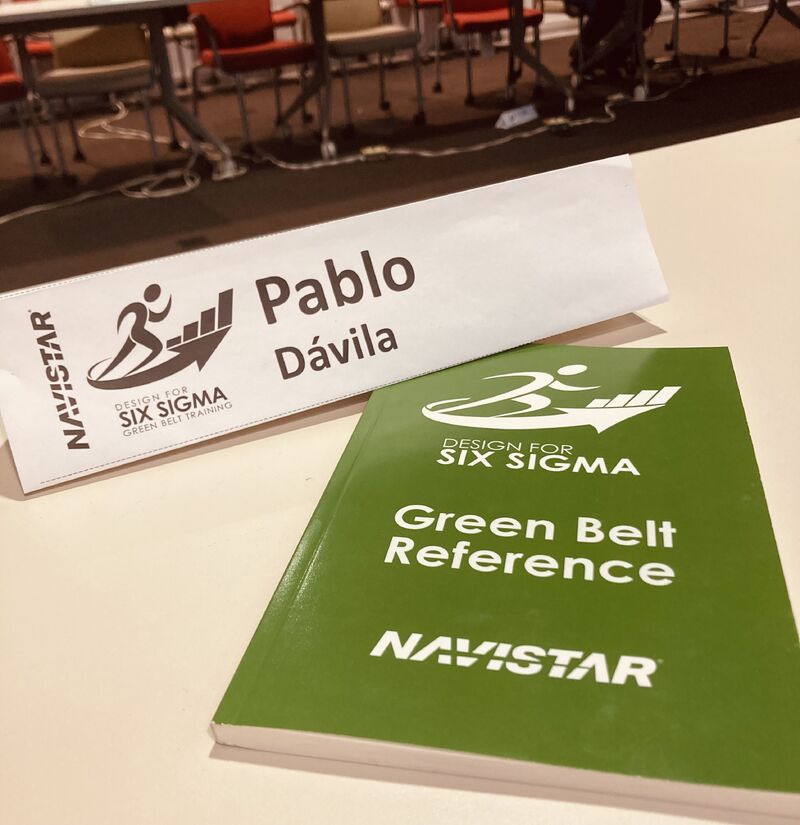 NAVISTAR
DESIGN FOR
SIX SIGMA
GREEN BELT TRAINING
Pablo
Dávila
DESIGN FOR
SIX SIGMA
Green Belt
Reference
NAVISTAR